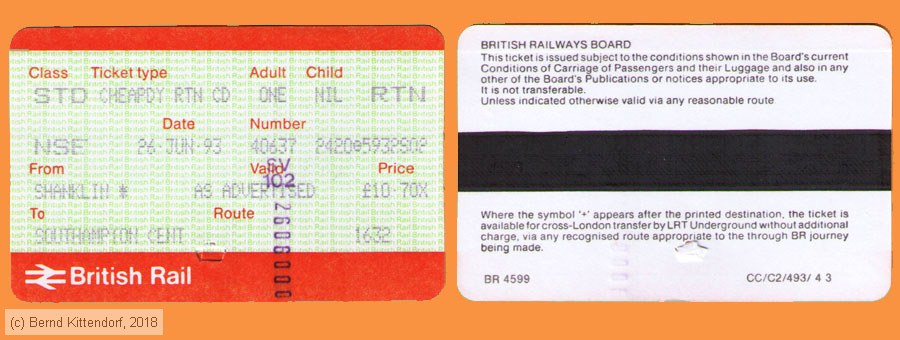 Class Ticket type Adult Child
STD CHEAPDY RTN CD ONE NIL RTN
Date Number
NSE 26·JUN·93 40637 2420@5932S02
From Valid Price
SHANKLIN * AS ADVERTISED £10·70X
To Route
SOUTHAMPTON CENT 1632
British Rail
SV
102
BRITISH RAILWAYS BOARD
This ticket is issued subject to the conditions shown in the Board's current
Conditions of Carriage of Passengers and their Luggage and also in any
other of the Board's Publications or notices appropriate to its use.
It is not transferable.
Unless indicated otherwise valid via any reasonable route
Where the symbol '+' appears after the printed destination, the ticket is
available for cross-London transfer by LRT Underground without additional
charge, via any recognised route appropriate to the through BR journey
being made.
BR 4599 CC/C2/493/ 4 3
(c) Bernd Kittendorf, 2018